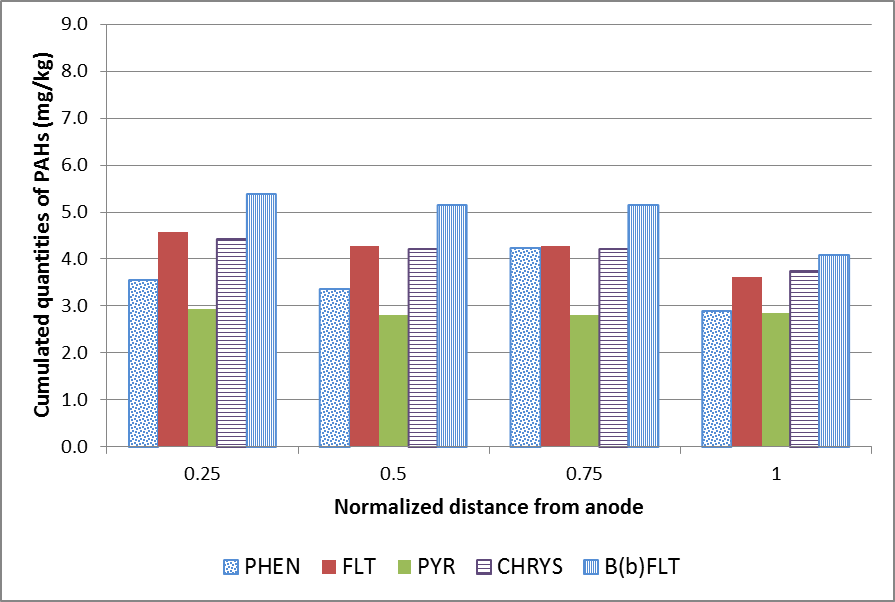 Cumulated quantities of PAHs (mg/kg)
9.0
8.0
7.0
6.0
5.0
4.0
3.0
2.0
1.0
0.0
0.25 0.5 0.75 1
Normalized distance from anode
PHEN FLT PYR CHRYS B(b)FLT